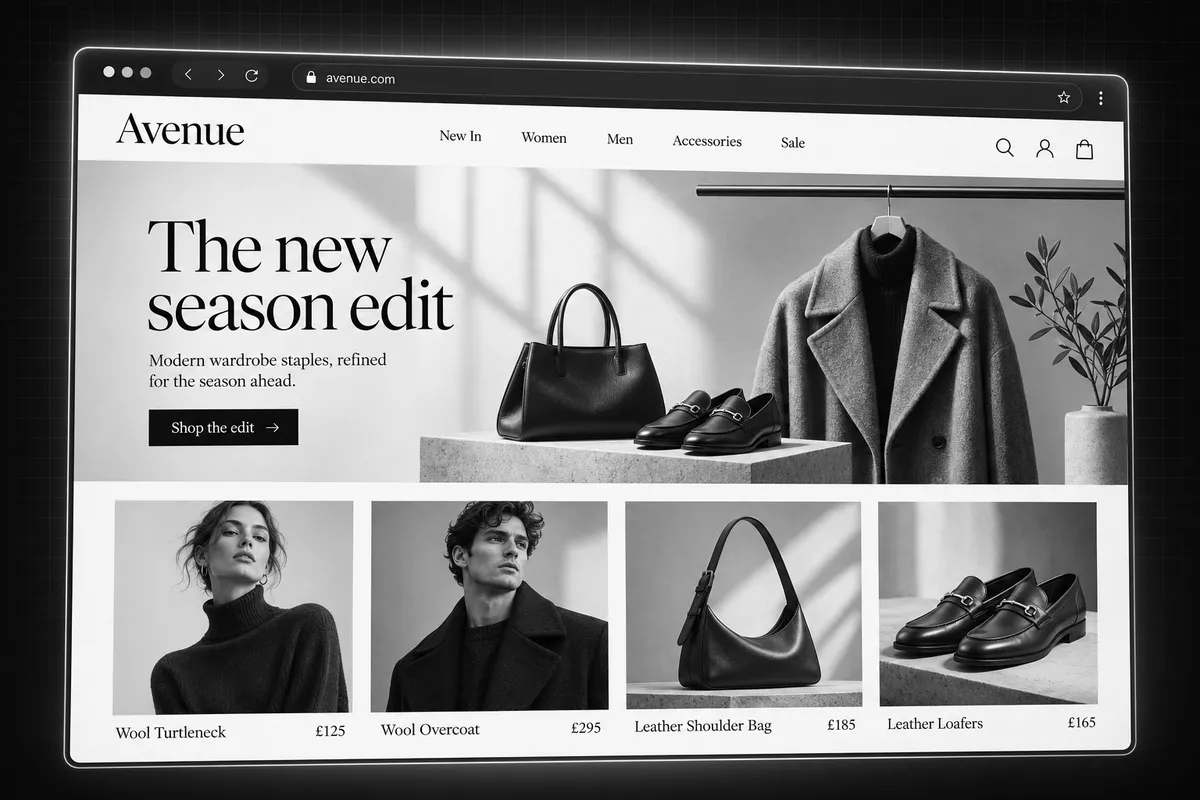 avenue.com
Avenue
New In
Women
Men
Accessories
Sale
The new
season edit
Modern wardrobe staples, refined
for the season ahead.
Shop the edit →
Wool Turtleneck £125
Wool Overcoat £295
Leather Shoulder Bag £185
Leather Loafers £165